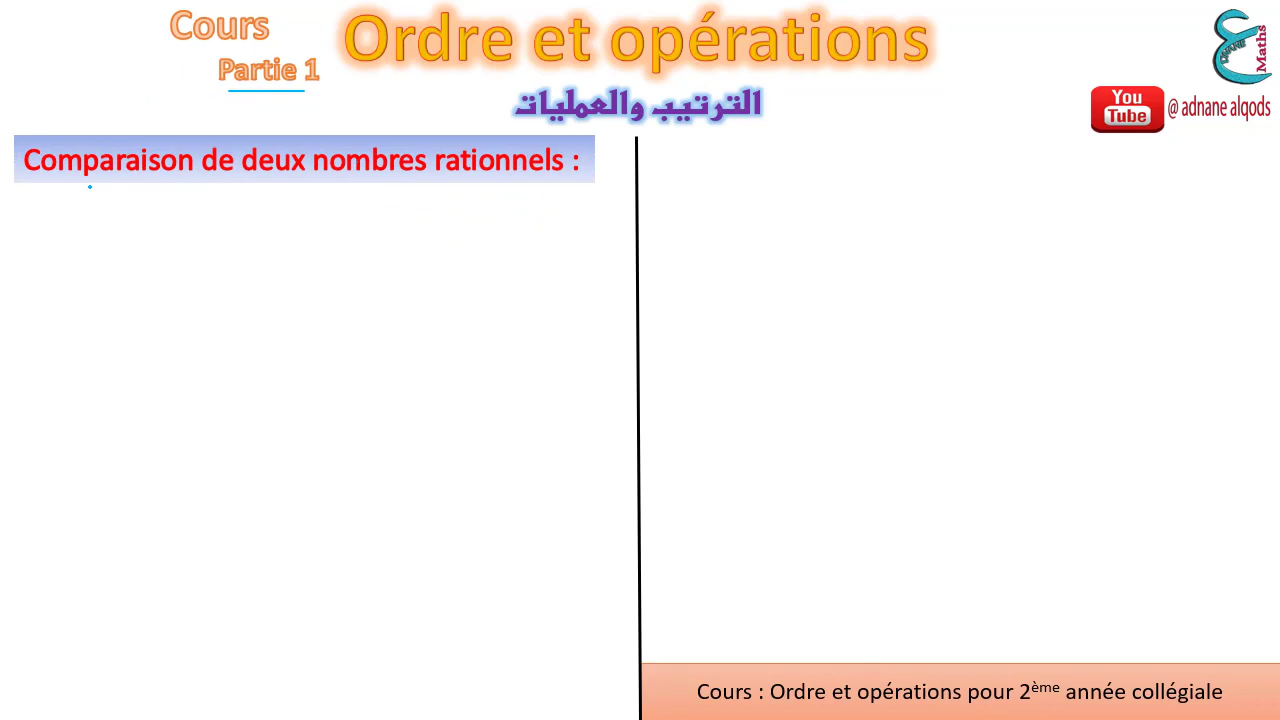 Cours
Partie 1
Ordre et opérations
الترتيب والعمليات
Maths
You
Tube
@ adnane alqods
Comparaison de deux nombres rationnels :
Cours : Ordre et opérations pour 2ème année collégiale